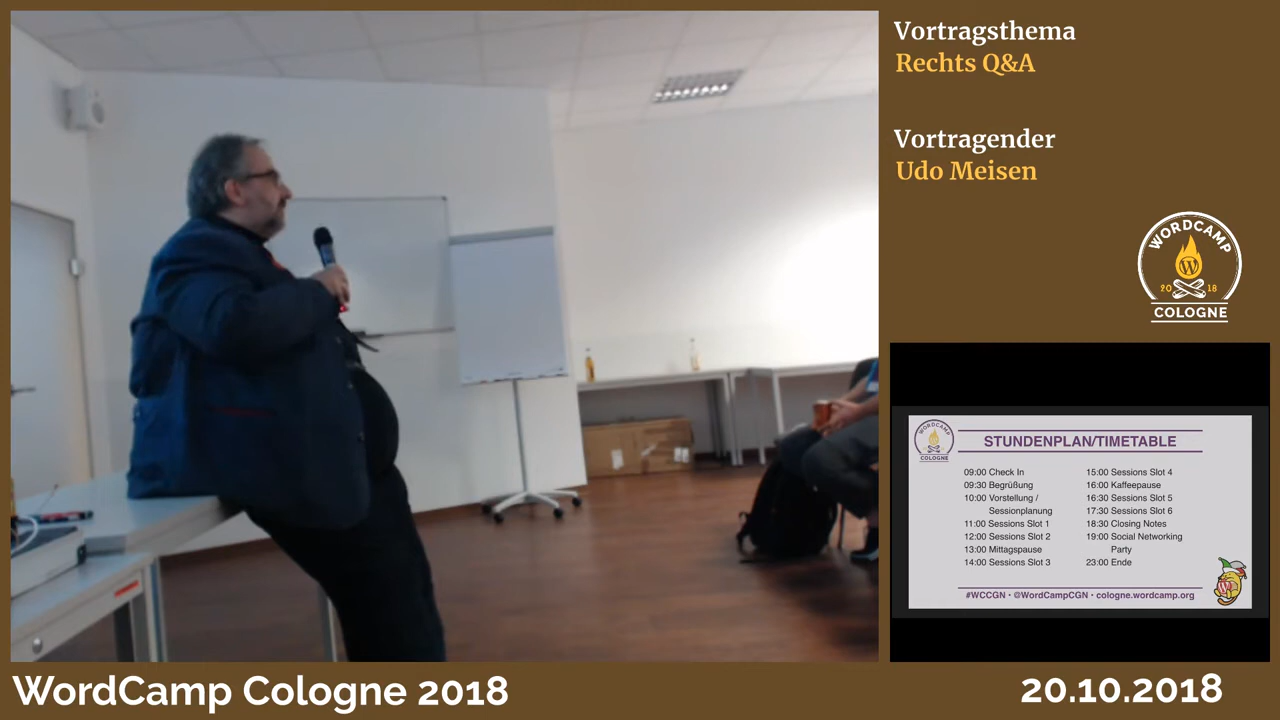 Vortragsthema
Rechts Q&A
Vortragender
Udo Meisen
WORDCAMP
20 18
COLOGNE
WORDCAMP
COLOGNE
STUNDENPLAN/TIMETABLE
09:00 Check In
09:30 Begrüßung
10:00 Vorstellung /
Sessionplanung
11:00 Sessions Slot 1
12:00 Sessions Slot 2
13:00 Mittagspause
14:00 Sessions Slot 3
15:00 Sessions Slot 4
16:00 Kaffeepause
16:30 Sessions Slot 5
17:30 Sessions Slot 6
18:30 Closing Notes
19:00 Social Networking
Party
23:00 Ende
#WCCGN • @WordCampCGN • cologne.wordcamp.org
WordCamp Cologne 2018
20.10.2018